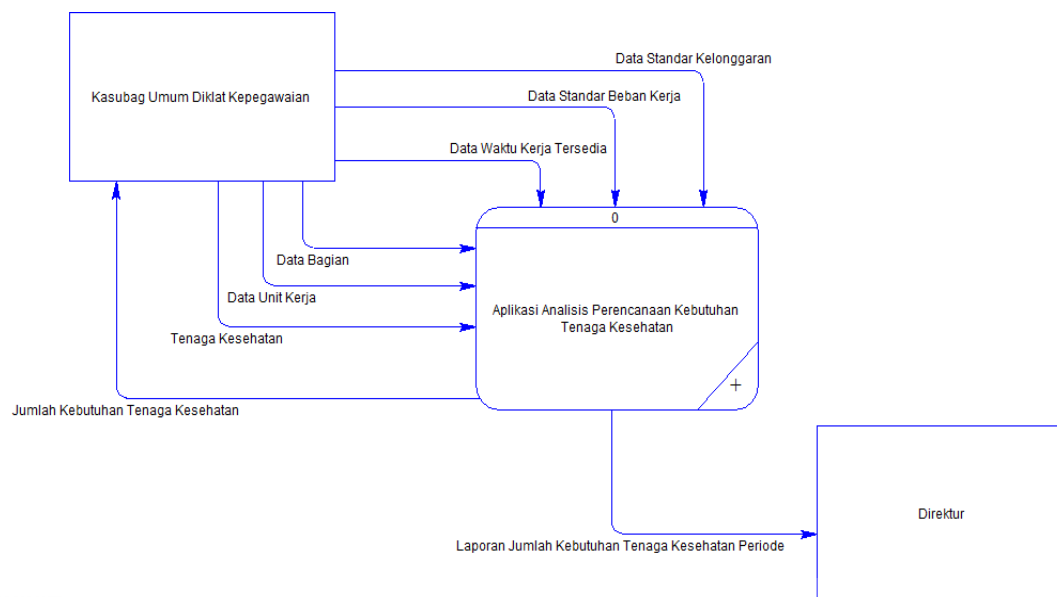 Data Standar Kelonggaran
Kasubag Umum Diklat Kepegawaian
Data Standar Beban Kerja
Data Waktu Kerja Tersedia
0
Data Bagian
Data Unit Kerja
Aplikasi Analisis Perencanaan Kebutuhan
Tenaga Kesehatan
Tenaga Kesehatan
+
Jumlah Kebutuhan Tenaga Kesehatan
Direktur
Laporan Jumlah Kebutuhan Tenaga Kesehatan Periode